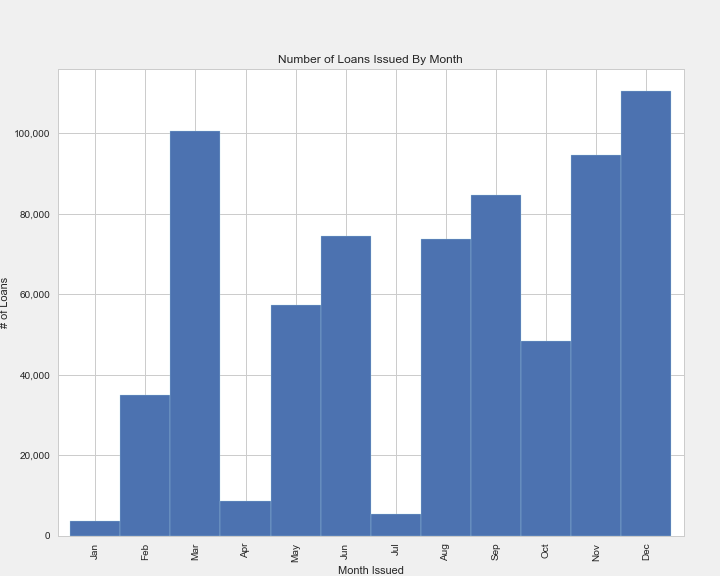 Number of Loans Issued By Month
# of Loans
100,000
80,000
60,000
40,000
20,000
0
Jan
Feb
Mar
Apr
May
Jun
Jul
Aug
Sep
Oct
Nov
Dec
Month Issued